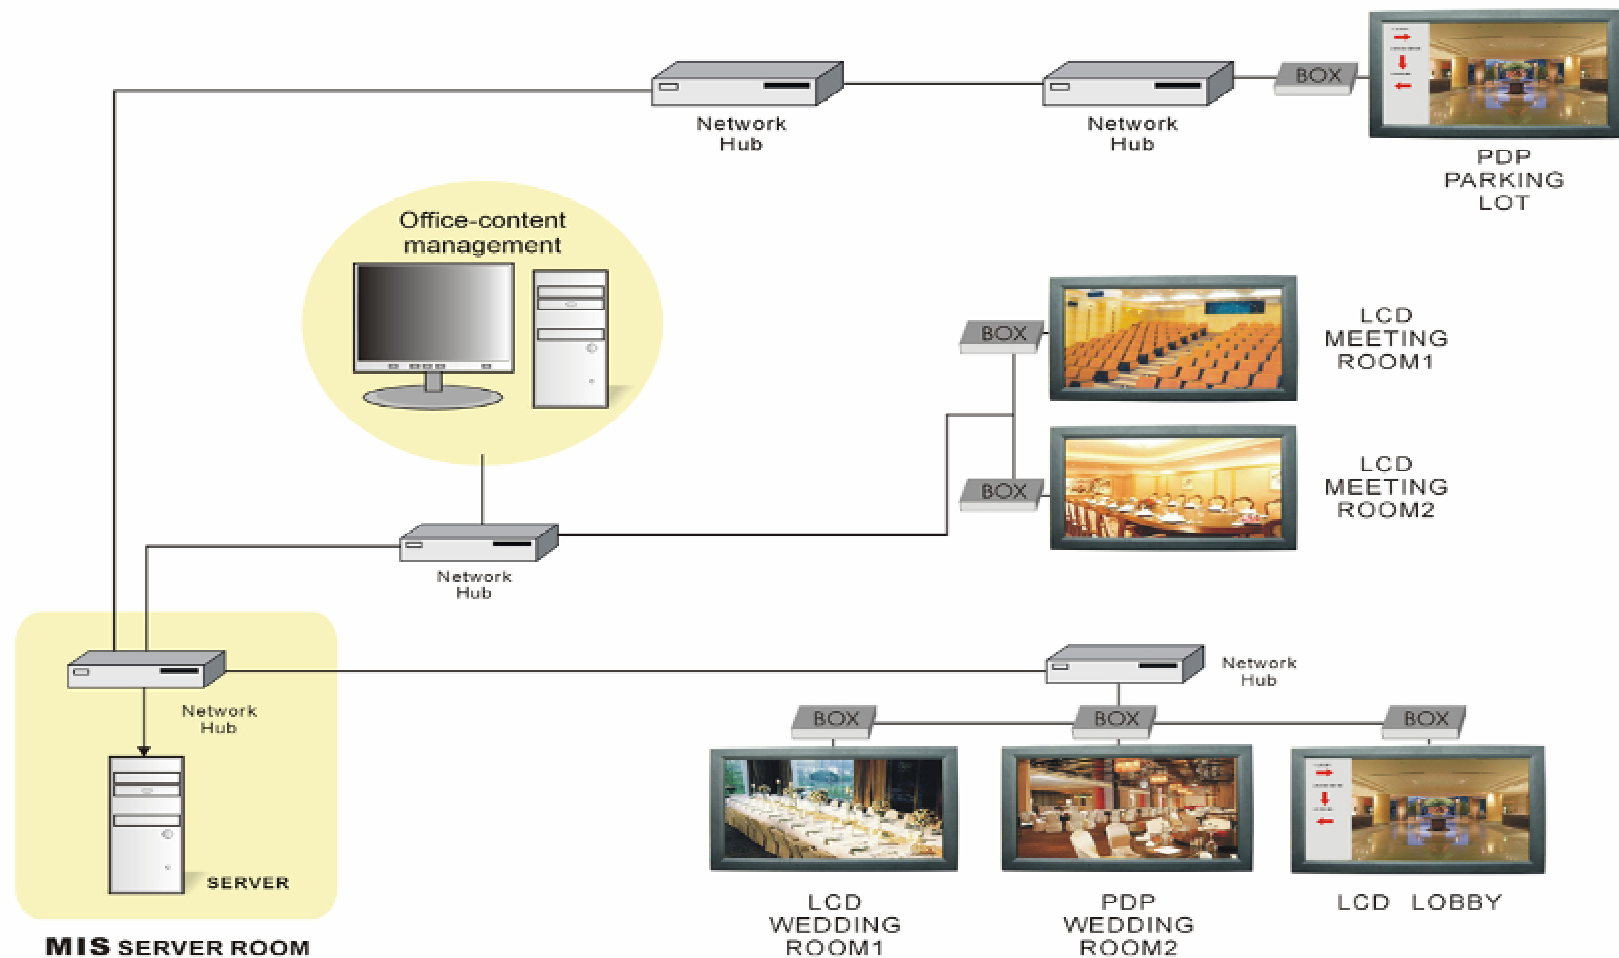 Network
Hub
Network
Hub
BOX
PDP
PARKING
LOT
Office-content
management
BOX
LCD
MEETING
ROOM1
BOX
LCD
MEETING
ROOM2
Network
Hub
Network
Hub
Network
Hub
BOX
BOX
BOX
SERVER
LCD
WEDDING
ROOM1
PDP
WEDDING
ROOM2
LCD LOBBY
MIS SERVER ROOM